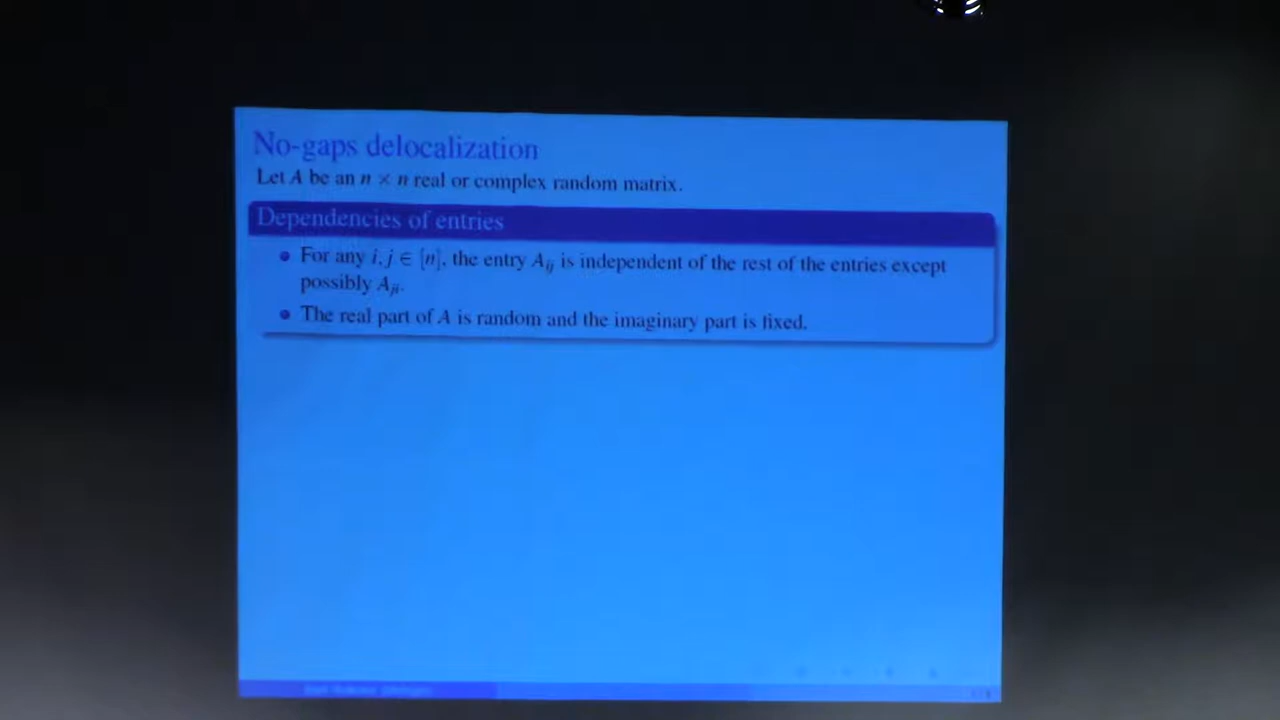 No-gaps delocalization
Let A be an n × n real or complex random matrix.
Dependencies of entries
• For any i, j ∈ [n], the entry A_ij is independent of the rest of the entries except
possibly A_ji.
• The real part of A is random and the imaginary part is fixed.